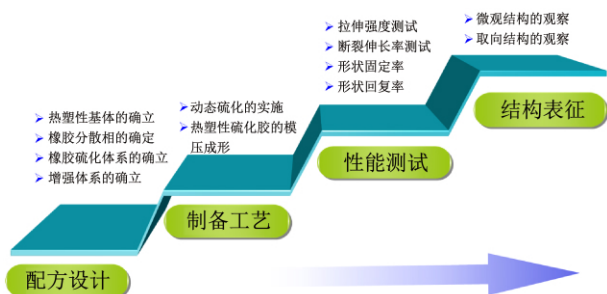 热塑性基体的确立
橡胶分散相的确定
橡胶硫化体系的确立
增强体系的确立
配方设计
动态硫化的实施
热塑性硫化胶的模
压成形
制备工艺
拉伸强度测试
断裂伸长率测试
形状固定率
形状回复率
性能测试
微观结构的观察
取向结构的观察
结构表征